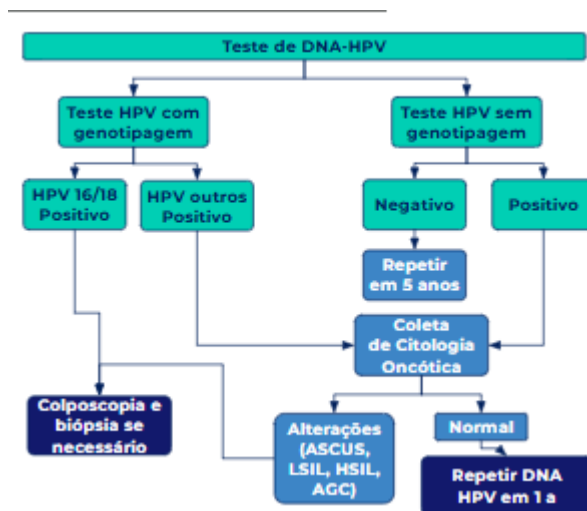 Teste de DNA-HPV
Teste HPV com
genotipagem
Teste HPV sem
genotipagem
HPV 16/18
Positivo
HPV outros
Positivo
Negativo
Positivo
Repetir
em 5 anos
Coleta
de Citologia
Oncótica
Colposcopia e
biópsia se
necessário
Alterações
(ASCUS,
LSIL, HSIL,
AGC)
Normal
Repetir DNA
HPV em 1 a